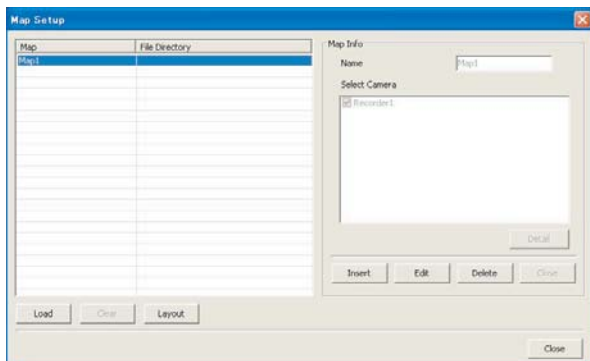 Map Setup
Map File Directory
Map1
Map Info
Name Map1
Select Camera
Recorder1
Detail
Insert Edit Delete Close
Load Clear Layout
Close